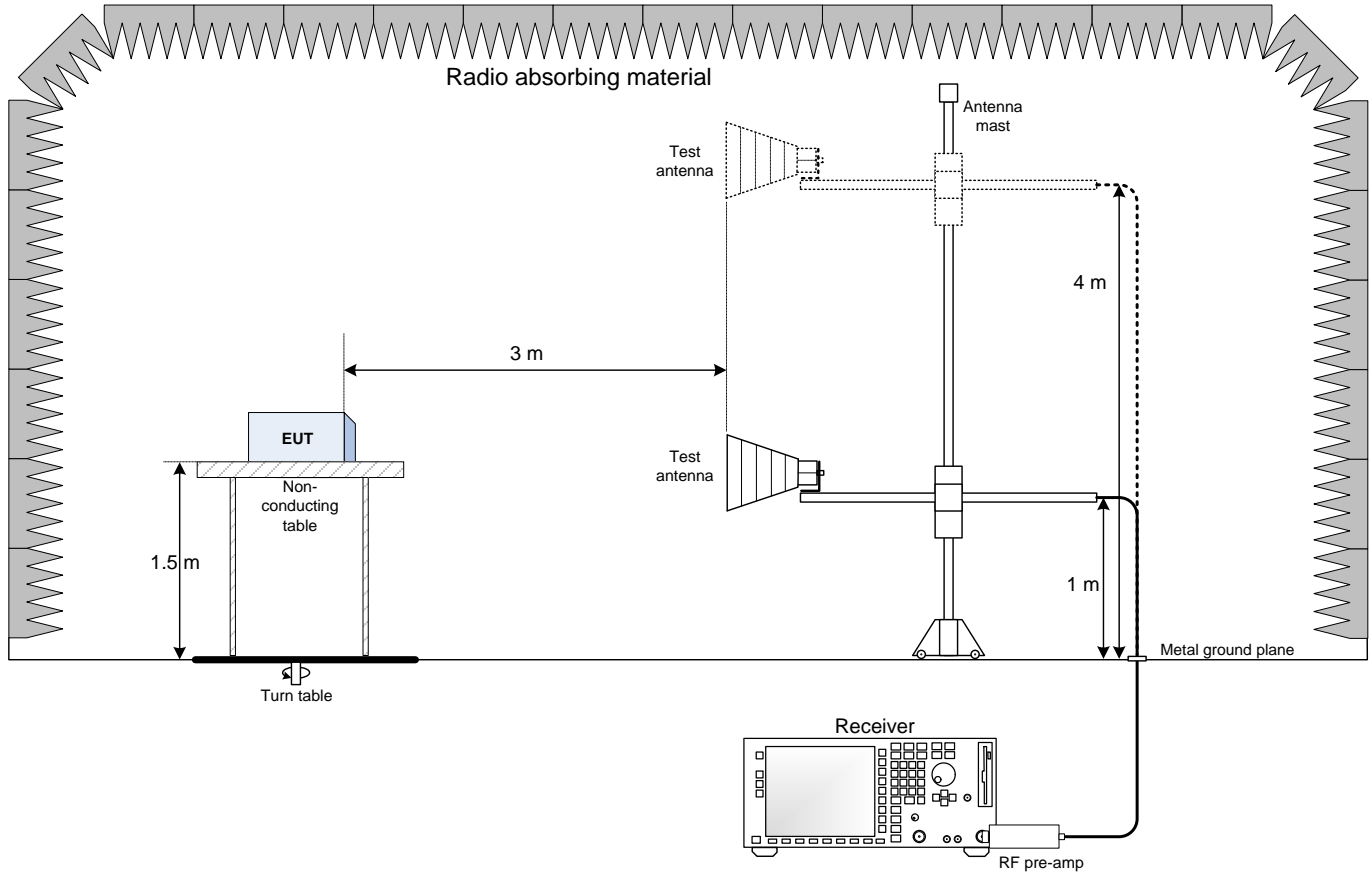 Radio absorbing material
Antenna
mast
Test
antenna
4 m
3 m
EUT
Test
antenna
Non-
conducting
table
1.5 m
1 m
Metal ground plane
Turn table
Receiver
RF pre-amp